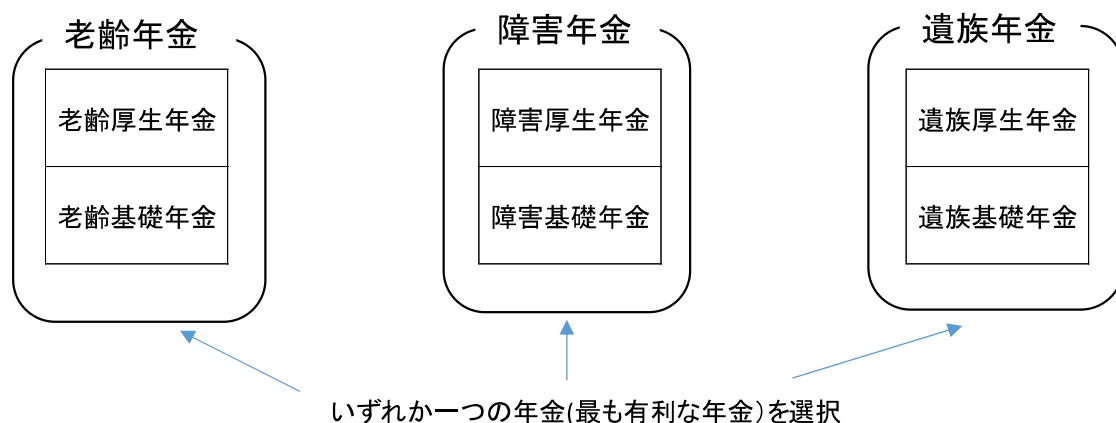 老齢年金
老齢厚生年金
老齢基礎年金
障害年金
障害厚生年金
障害基礎年金
遺族年金
遺族厚生年金
遺族基礎年金
いずれか一つの年金(最も有利な年金)を選択